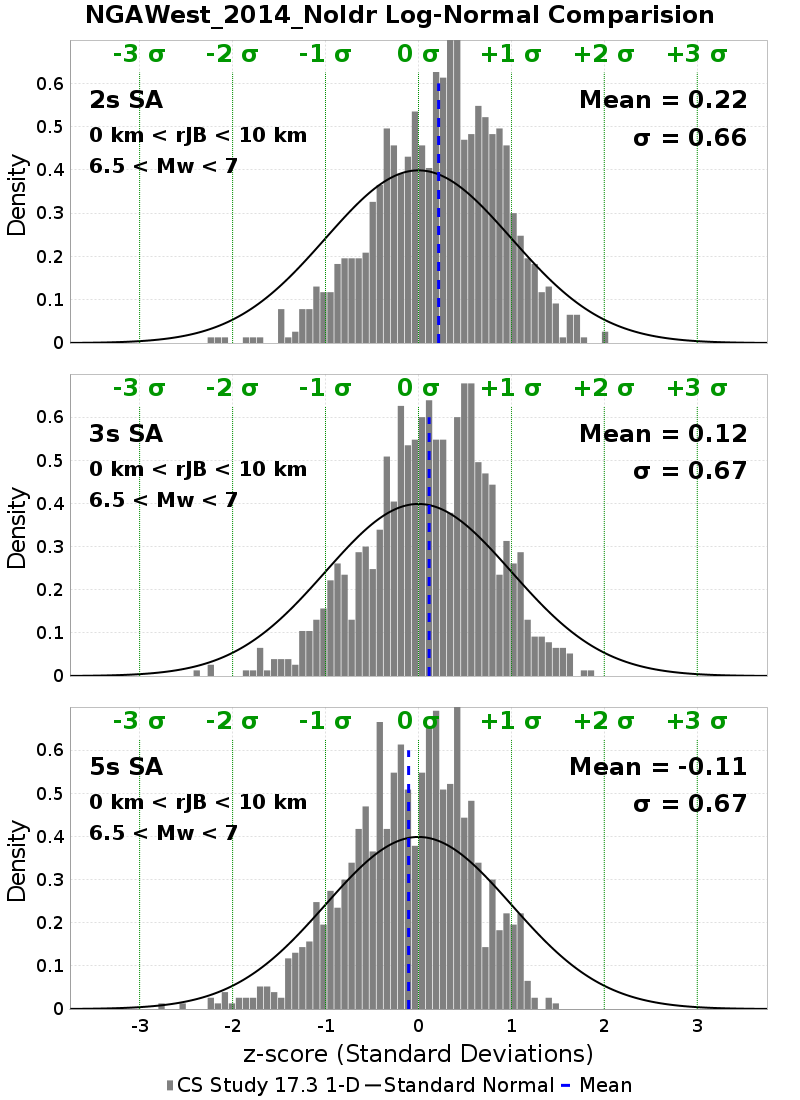 NGAWest_2014_NoIdr Log-Normal Comparision
-3 σ -2 σ -1 σ 0 σ +1 σ +2 σ +3 σ
2s SA
0 km < rJB < 10 km
6.5 < Mw < 7
Mean = 0.22
σ = 0.66
Density
0.6
0.5
0.4
0.3
0.2
0.1
0
-3 σ -2 σ -1 σ 0 σ +1 σ +2 σ +3 σ
3s SA
0 km < rJB < 10 km
6.5 < Mw < 7
Mean = 0.12
σ = 0.67
Density
0.6
0.5
0.4
0.3
0.2
0.1
0
-3 σ -2 σ -1 σ 0 σ +1 σ +2 σ +3 σ
5s SA
0 km < rJB < 10 km
6.5 < Mw < 7
Mean = -0.11
σ = 0.67
Density
0.6
0.5
0.4
0.3
0.2
0.1
0
-3 -2 -1 0 1 2 3
z-score (Standard Deviations)
CS Study 17.3 1-D Standard Normal Mean